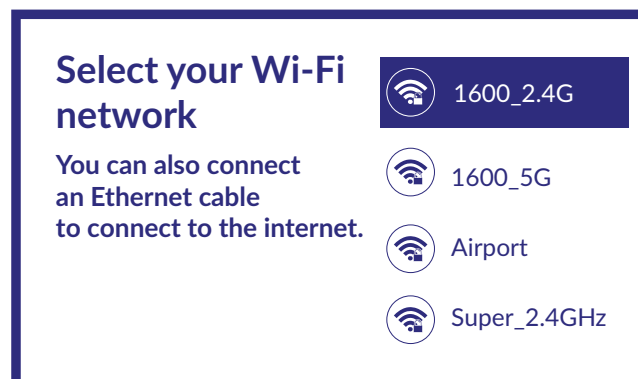 Select your Wi-Fi
network
You can also connect
an Ethernet cable
to connect to the internet.
1600_2.4G
1600_5G
Airport
Super_2.4GHz